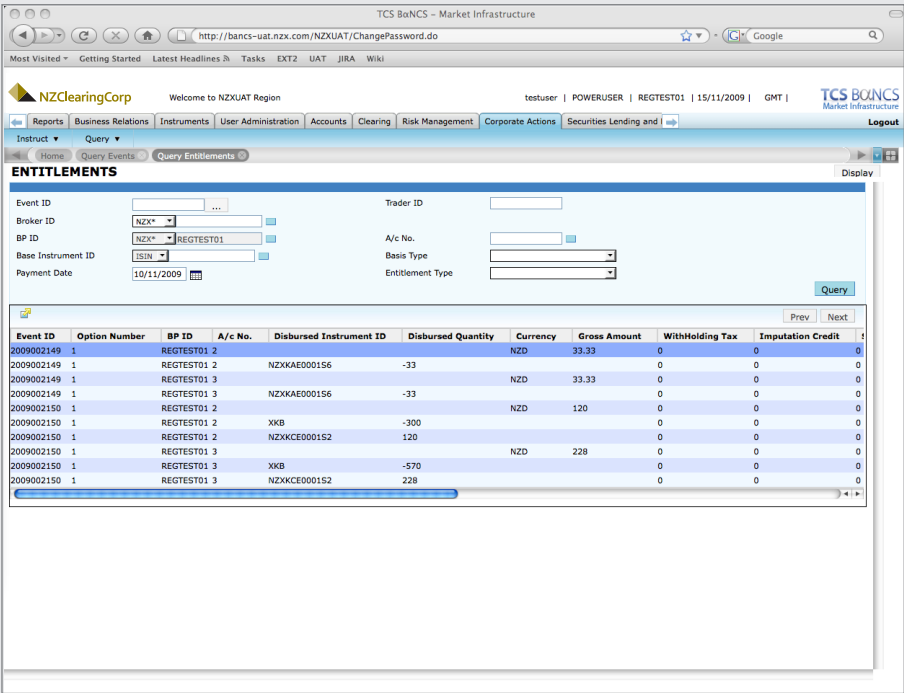 TCS BαNCS – Market Infrastructure
http://bancs-uat.nzx.com/NZXUAT/ChangePassword.do
Google
Most Visited Getting Started Latest Headlines Tasks EXT2 UAT JIRA Wiki
NZClearingCorp Welcome to NZXUAT Region testuser | POWERUSER | REGTEST01 | 15/11/2009 | GMT | TCS BαNCS
Market Infrastructure
Reports Business Relations Instruments User Administration Accounts Clearing Risk Management Corporate Actions Securities Lending and Logout
Instruct Query
Home Query Events Query Entitlements
ENTITLEMENTS Display
Event ID ... Trader ID
Broker ID NZX*
BP ID NZX* REGTEST01 A/c No.
Base Instrument ID ISIN Basis Type
Payment Date 10/11/2009 Entitlement Type
Query
Prev Next
Event ID Option Number BP ID A/c No. Disbursed Instrument ID Disbursed Quantity Currency Gross Amount WithHolding Tax Imputation Credit
2009002149 1 REGTEST01 2 NZD 33.33 0 0 0
2009002149 1 REGTEST01 2 NZXKAE0001S6 -33 0 0 0
2009002149 1 REGTEST01 3 NZD 33.33 0 0 0
2009002149 1 REGTEST01 3 NZXKAE0001S6 -33 0 0 0
2009002150 1 REGTEST01 2 NZD 120 0 0 0
2009002150 1 REGTEST01 2 XKB -300 0 0 0
2009002150 1 REGTEST01 2 NZXKCE0001S2 120 0 0 0
2009002150 1 REGTEST01 3 NZD 228 0 0 0
2009002150 1 REGTEST01 3 XKB -570 0 0 0
2009002150 1 REGTEST01 3 NZXKCE0001S2 228 0 0 0